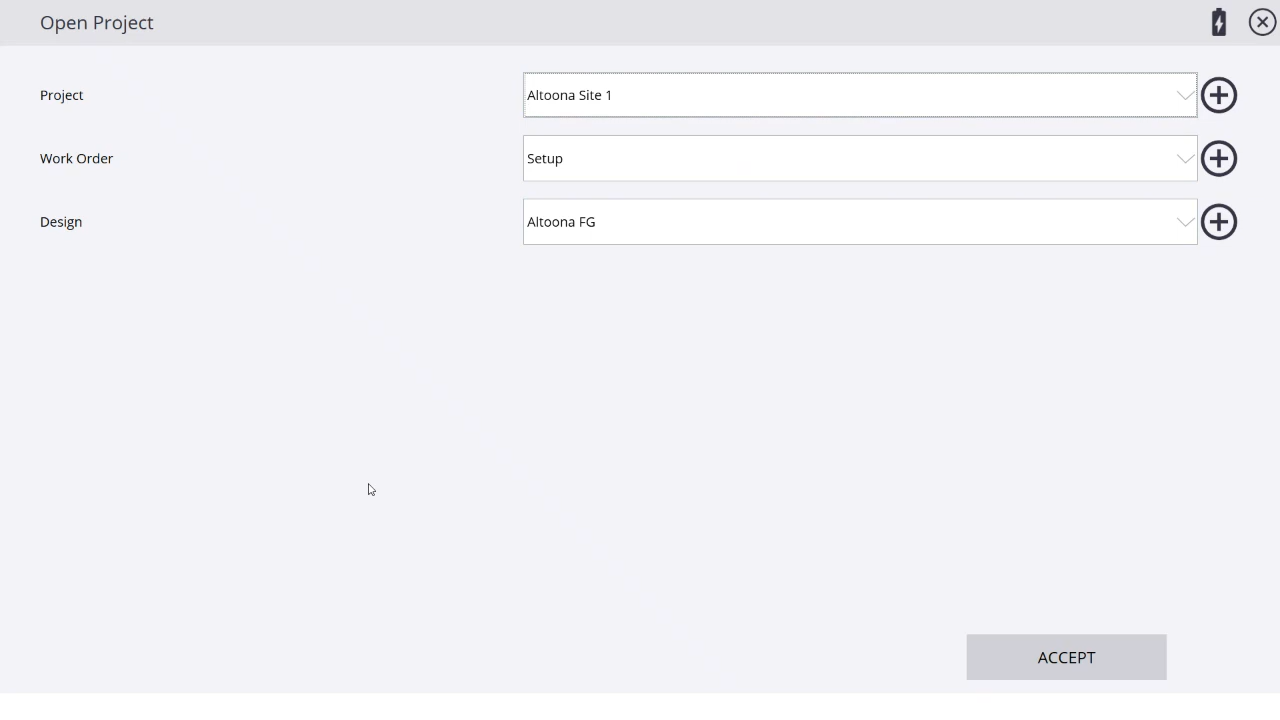 Open Project
Project
Altoona Site 1
Work Order
Setup
Design
Altoona FG
ACCEPT